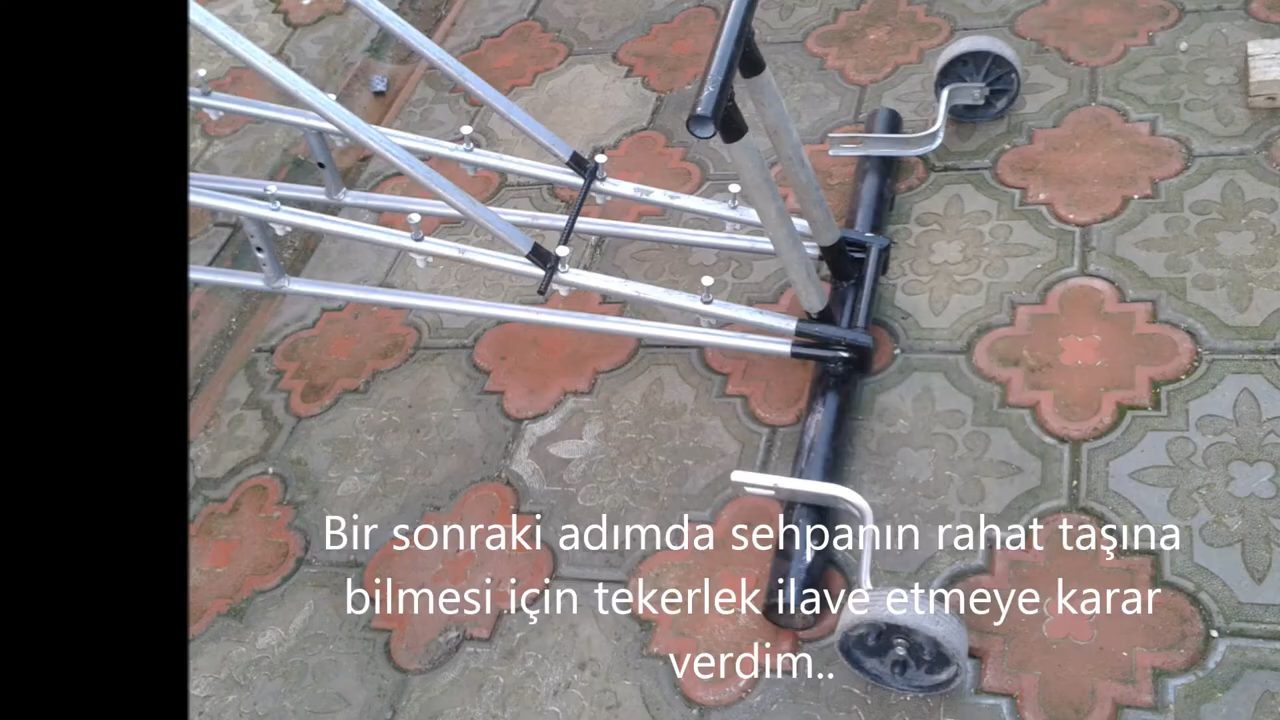 Bir sonraki adımda sehpanın rahat taşına
bilmesi için tekerlek ilave etmeye karar
verdim..